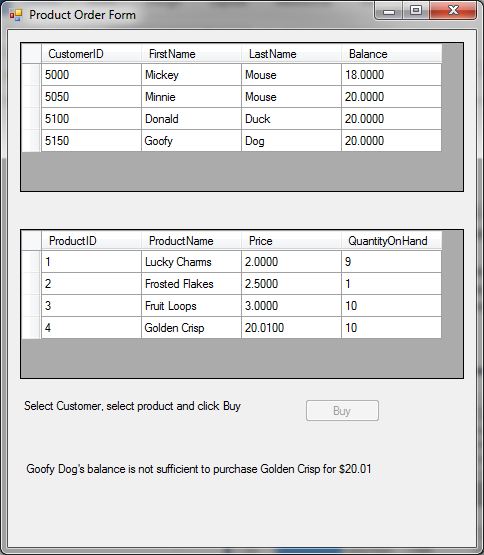 Product Order Form
CustomerID FirstName LastName Balance
5000 Mickey Mouse 18.0000
5050 Minnie Mouse 20.0000
5100 Donald Duck 20.0000
5150 Goofy Dog 20.0000
ProductID ProductName Price QuantityOnHand
1 Lucky Charms 2.0000 9
2 Frosted Flakes 2.5000 1
3 Fruit Loops 3.0000 10
4 Golden Crisp 20.0100 10
Select Customer, select product and click Buy Buy
Goofy Dog's balance is not sufficient to purchase Golden Crisp for $20.01